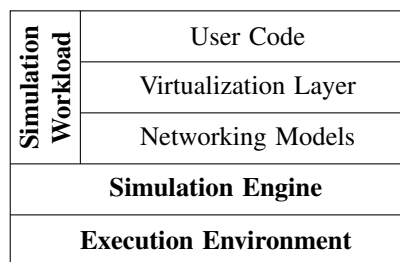 Simulation
Workload
User Code
Virtualization Layer
Networking Models
Simulation Engine
Execution Environment